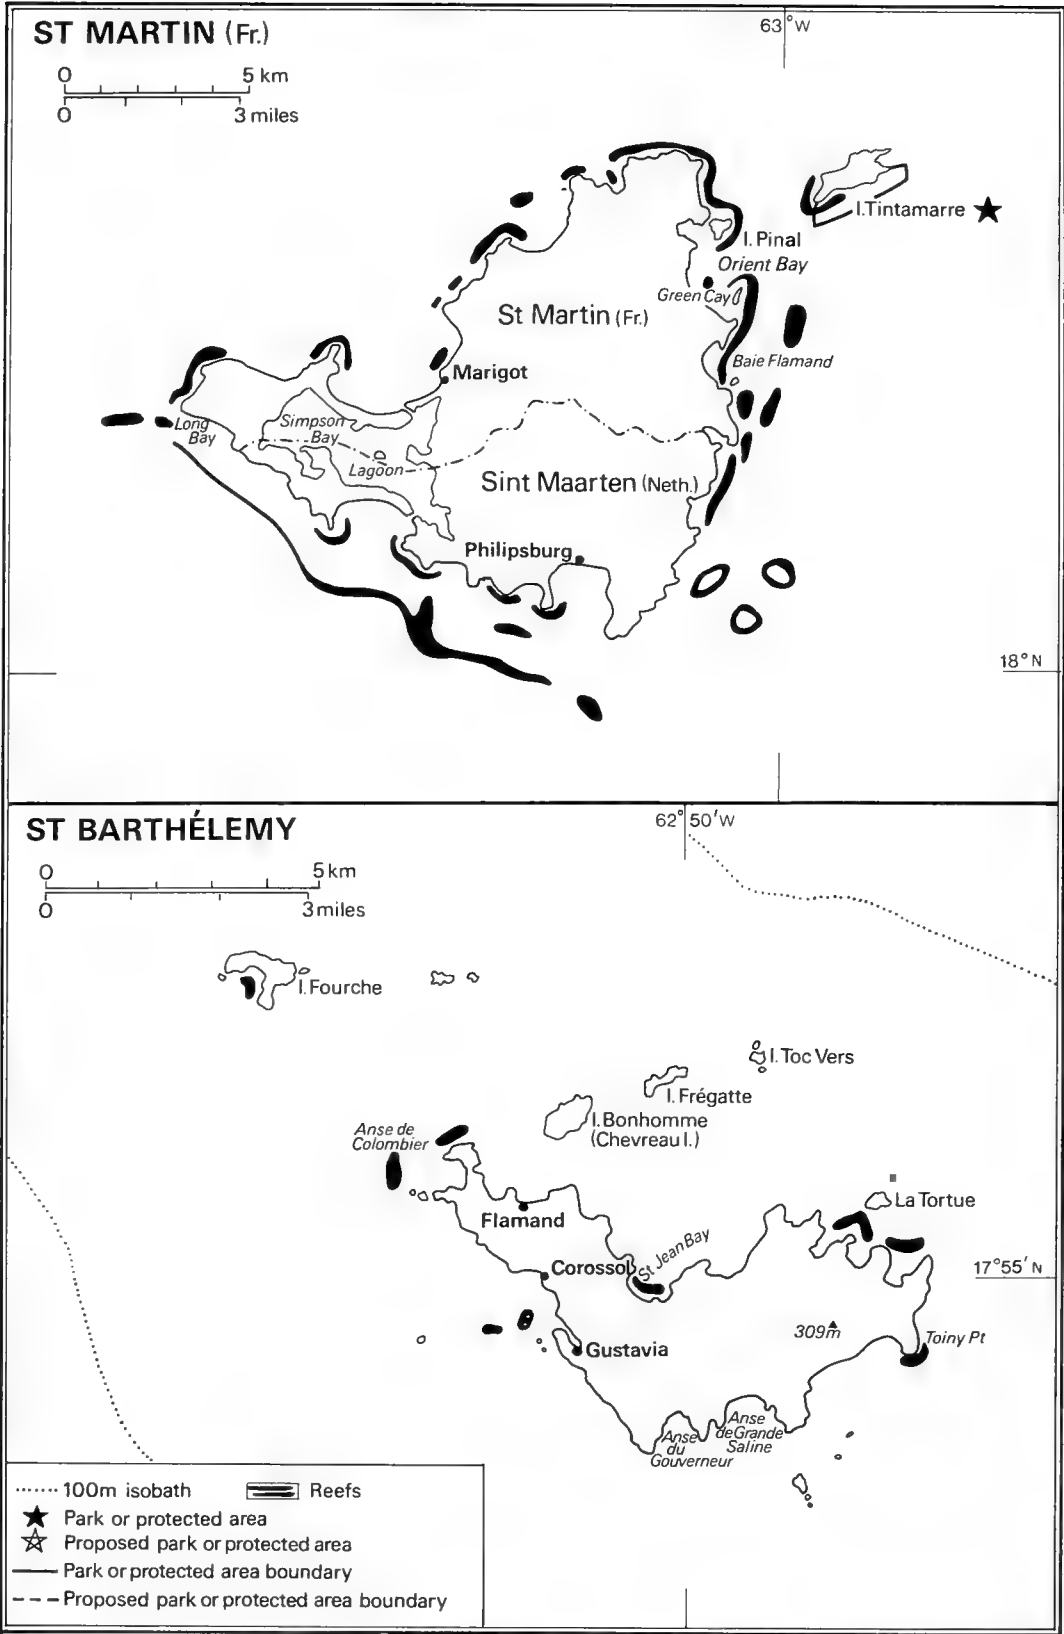 ST MARTIN (Fr.)
63°W
0 5 km
0 3 miles
I. Tintamarre
I. Pinal
Orient Bay
Green Cay
St Martin (Fr.)
Baie Flamand
Marigot
Long
Bay
Simpson
Bay
Lagoon
Sint Maarten (Neth.)
Philipsburg
18°N
ST BARTHÉLEMY
62°50'W
0 5 km
0 3 miles
I. Fourche
I. Toc Vers
I. Frégatte
I. Bonhomme
(Chevreau I.)
Anse de
Colombier
La Tortue
Flamand
St Jean Bay
Corossol
17°55'N
309m
Toiny Pt
Gustavia
Anse
de Grande
Saline
Anse
du
Gouverneur
100m isobath Reefs
Park or protected area
Proposed park or protected area
Park or protected area boundary
Proposed park or protected area boundary